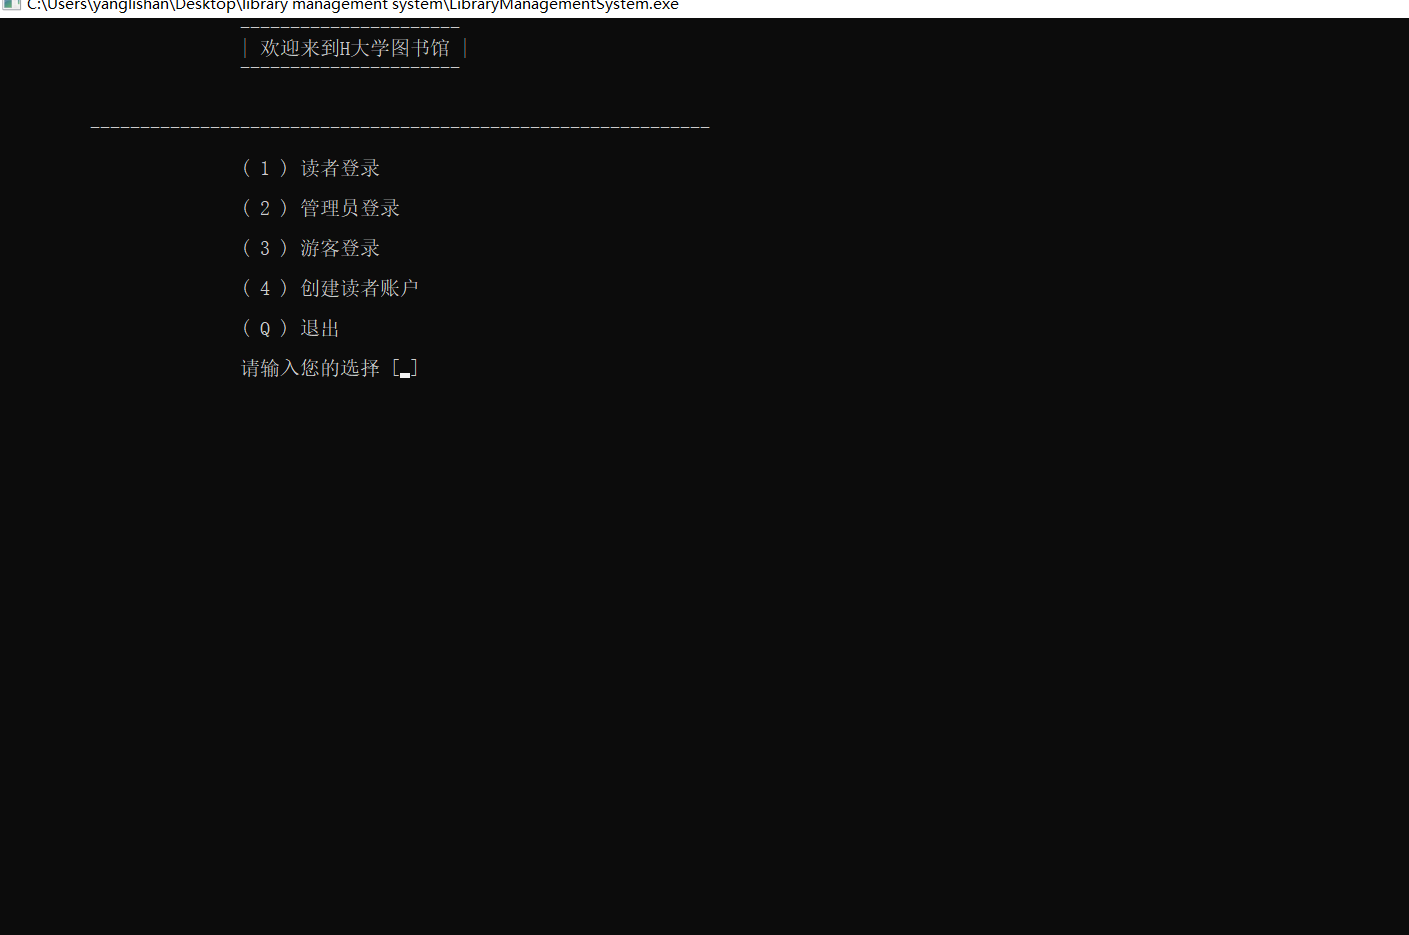 C:\Users\yanglishan\Desktop\library management system\LibraryManagementSystem.exe
----------------------
| 欢迎来到H大学图书馆 |
----------------------
--------------------------------------------------------------
( 1 ) 读者登录
( 2 ) 管理员登录
( 3 ) 游客登录
( 4 ) 创建读者账户
( Q ) 退出
请输入您的选择 [ ]